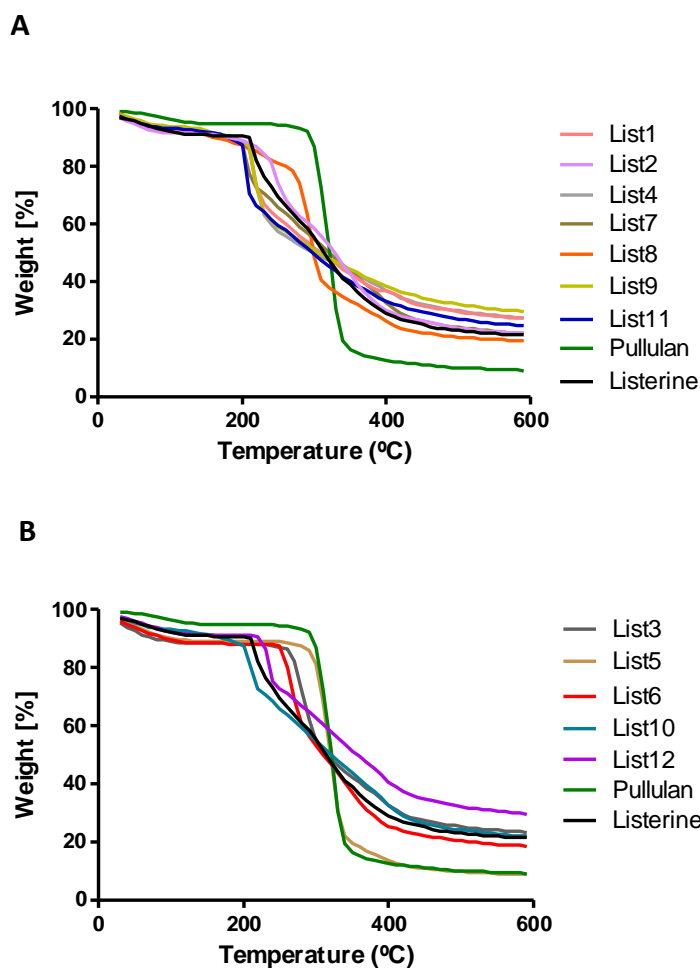 A
Weight [%]
100
80
60
40
20
0
0 200 400 600
Temperature (ºC)
List1
List2
List4
List7
List8
List9
List11
Pullulan
Listerine
B
Weight [%]
100
80
60
40
20
0
0 200 400 600
Temperature (ºC)
List3
List5
List6
List10
List12
Pullulan
Listerine